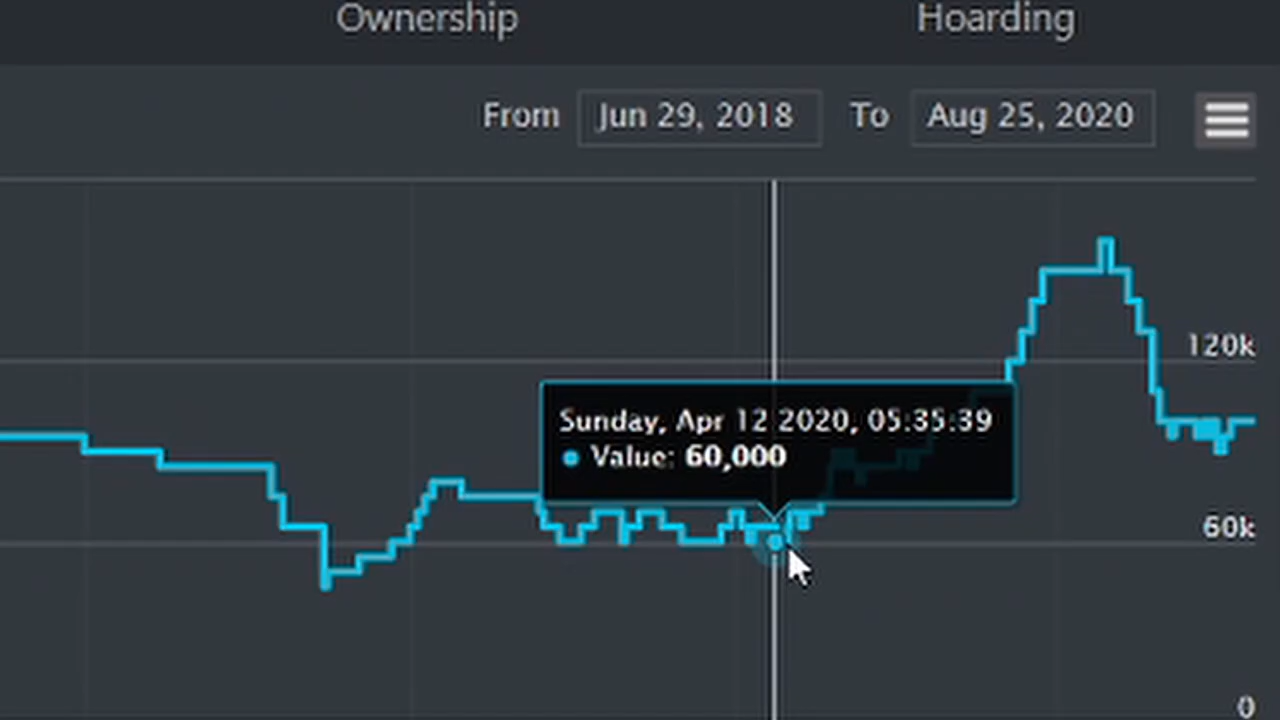 Ownership Hoarding
From Jun 29, 2018 To Aug 25, 2020
120k
Sunday, Apr 12 2020, 05:35:39
Value: 60,000
60k
0